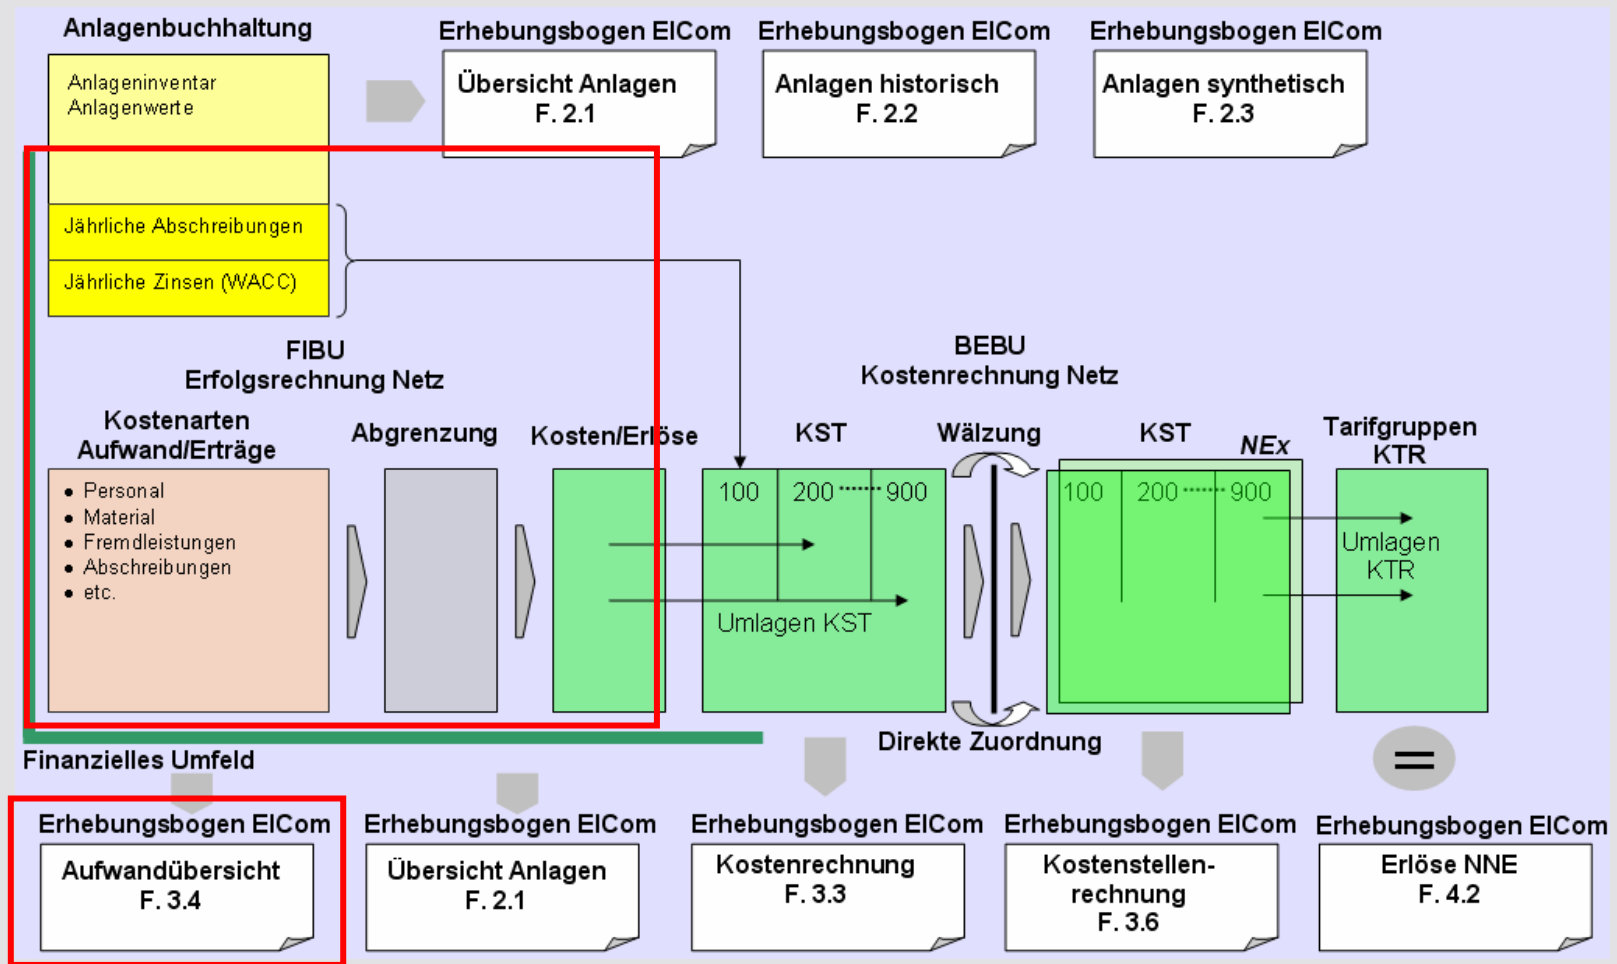 Anlagenbuchhaltung
Anlageninventar
Anlagenwerte
Jährliche Abschreibungen
Jährliche Zinsen (WACC)
Erhebungsbogen ElCom
Übersicht Anlagen
F. 2.1
Erhebungsbogen ElCom
Anlagen historisch
F. 2.2
Erhebungsbogen ElCom
Anlagen synthetisch
F. 2.3
FIBU
Erfolgsrechnung Netz
BEBU
Kostenrechnung Netz
Kostenarten
Aufwand/Erträge
• Personal
• Material
• Fremdleistungen
• Abschreibungen
• etc.
Abgrenzung
Kosten/Erlöse
KST
100 200 ······ 900
Umlagen KST
Wälzung
Direkte Zuordnung
KST
NEx
100 200 ······ 900
Tarifgruppen
KTR
Umlagen
KTR
=
Finanzielles Umfeld
Erhebungsbogen ElCom
Aufwandübersicht
F. 3.4
Erhebungsbogen ElCom
Übersicht Anlagen
F. 2.1
Erhebungsbogen ElCom
Kostenrechnung
F. 3.3
Erhebungsbogen ElCom
Kostenstellen-
rechnung
F. 3.6
Erhebungsbogen ElCom
Erlöse NNE
F. 4.2